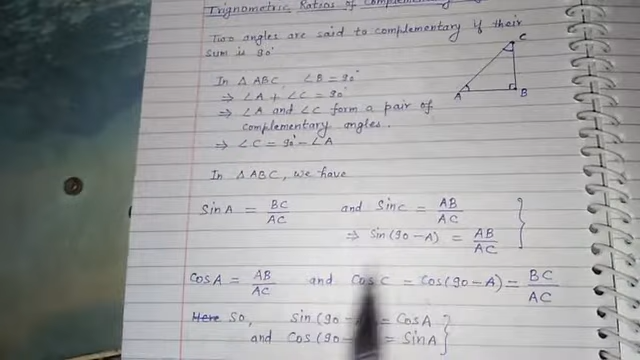 Trignometric Ratios of Complementary
Two angles are said to complementary if their
sum is 90°
C
A
B
In △ ABC ∠B = 90°
⇒ ∠A + ∠C = 90°
⇒ ∠A and ∠C form a pair of
complementary angles.
⇒ ∠C = 90° - ∠A
In △ ABC, we have
Sin A = BC/AC and Sin C = AB/AC
⇒ Sin(90 - A) = AB/AC
Cos A = AB/AC and Cos C = Cos(90 - A) = BC/AC
Here So, Sin (90 - = Cos A
and Cos (90 - = Sin A